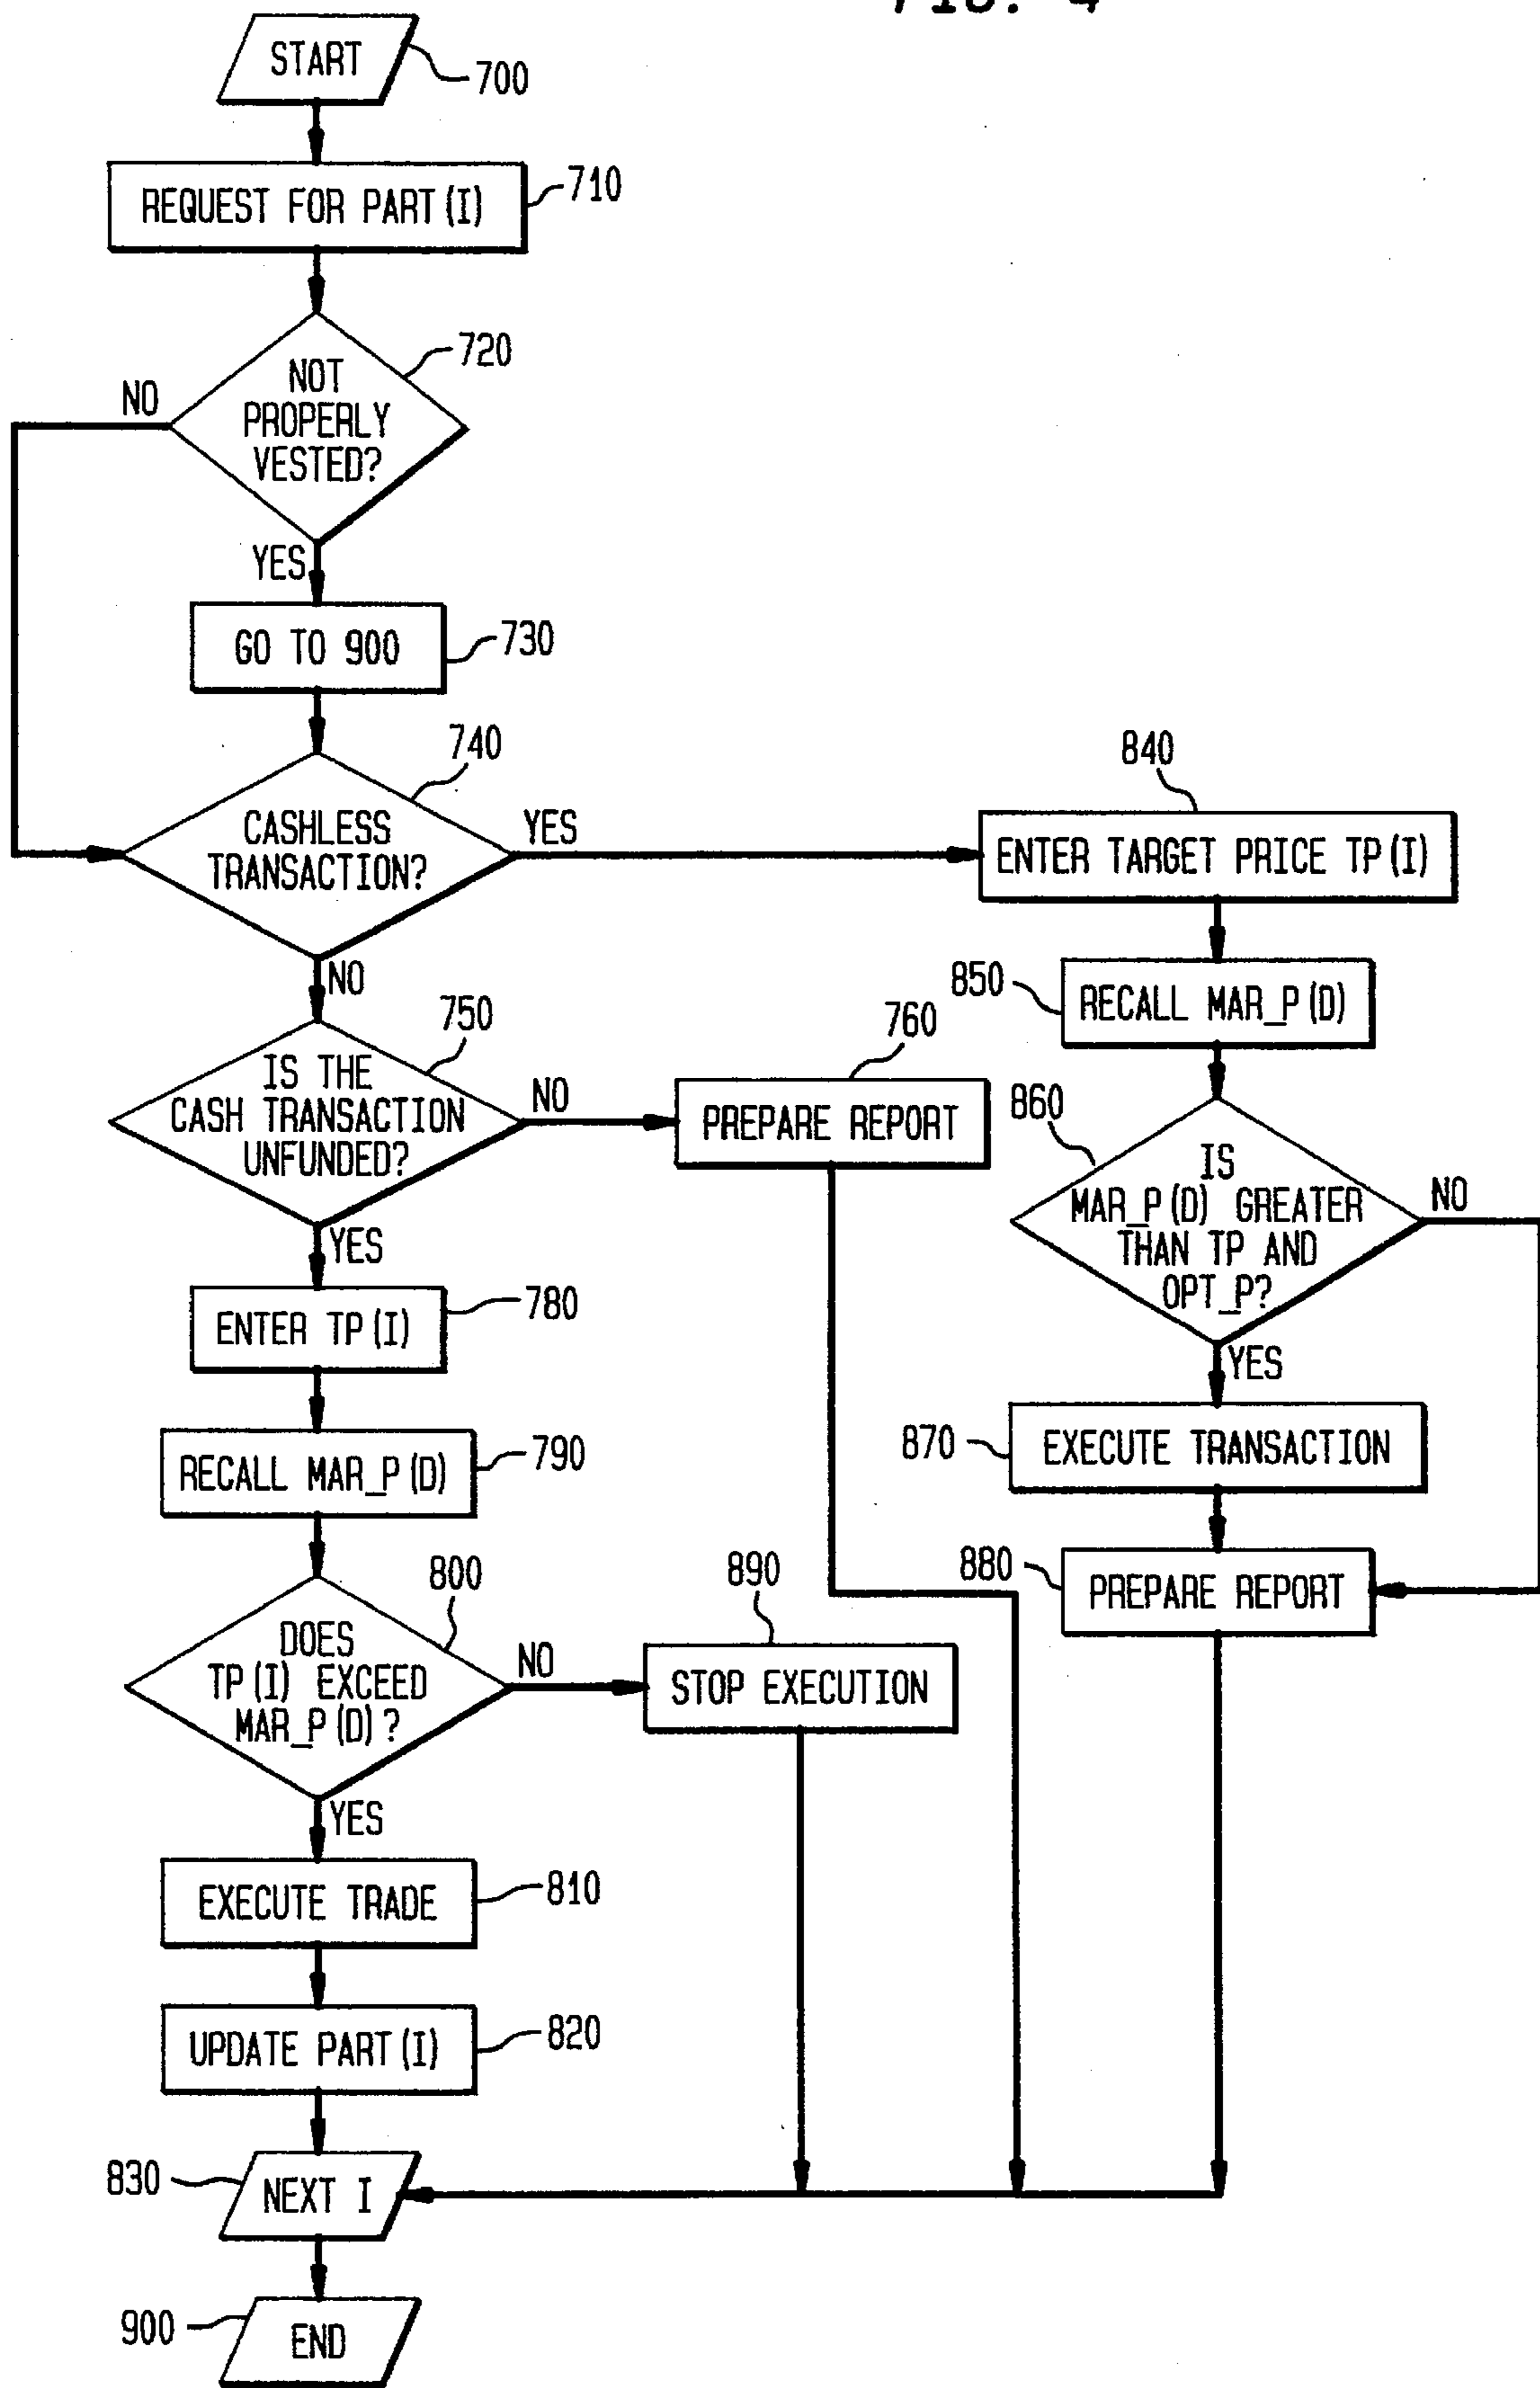 FIG. 4
START
700
REQUEST FOR PART(I)
710
NOT
PROPERLY
VESTED?
720
NO
YES
GO TO 900
730
CASHLESS
TRANSACTION?
740
YES
NO
ENTER TARGET PRICE TP(I)
840
RECALL MAR_P(D)
850
IS THE
CASH TRANSACTION
UNFUNDED?
750
NO
YES
PREPARE REPORT
760
IS
MAR_P(D) GREATER
THAN TP AND
OPT_P?
860
NO
YES
ENTER TP(I)
780
RECALL MAR_P(D)
790
EXECUTE TRANSACTION
870
PREPARE REPORT
880
DOES
TP(I) EXCEED
MAR_P(D)?
800
NO
YES
STOP EXECUTION
890
EXECUTE TRADE
810
UPDATE PART(I)
820
NEXT I
830
END
900